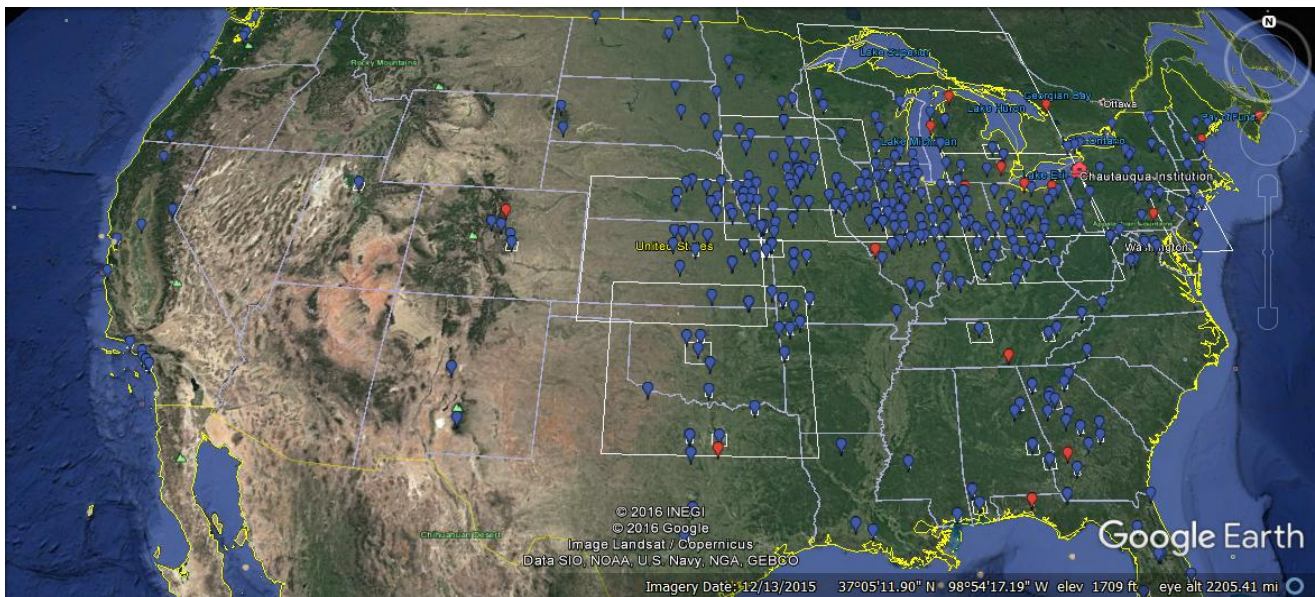 N
Lake Superior
Rocky Mountains
Georgian Bay
Ottawa
Lake Huron
Lake Michigan
Ontario
Lake Erie
Chautauqua Institution
United States
Washington
© 2016 INEGI
© 2016 Google
Image Landsat / Copernicus
Data SIO, NOAA, U.S. Navy, NGA, GEBCO
Chihuahuan Desert
Google Earth
Imagery Date: 12/13/2015 37°05'11.90" N 98°54'17.19" W elev 1709 ft eye alt 2205.41 mi